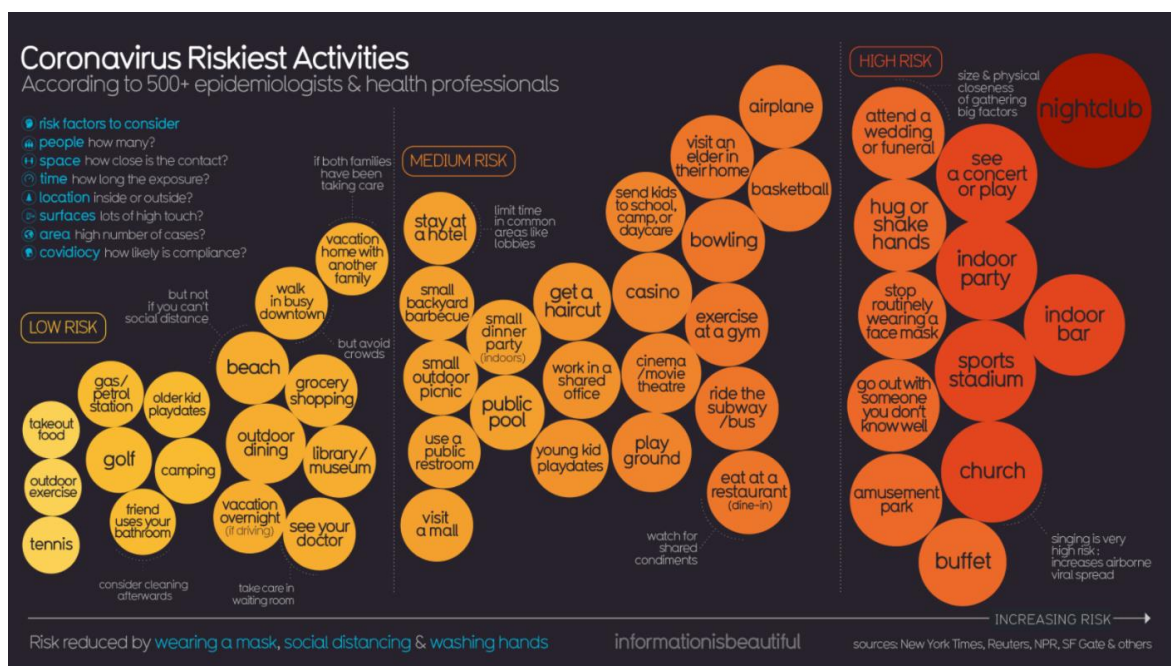 Coronavirus Riskiest Activities
According to 500+ epidemiologists & health professionals
risk factors to consider
people how many?
space how close is the contact?
time how long the exposure?
location inside or outside?
surfaces lots of high touch?
area high number of cases?
covidiocy how likely is compliance?
LOW RISK
takeout
food
outdoor
exercise
tennis
gas/
petrol
station
golf
friend
uses your
bathroom
consider cleaning
afterwards
older kid
playdates
camping
but not
if you can't
social distance
beach
outdoor
dining
vacation
overnight
(if driving)
walk
in busy
downtown
but avoid
crowds
grocery
shopping
library/
museum
see your
doctor
take care in
waiting room
if both families
have been
taking care
vacation
home with
another
family
MEDIUM RISK
stay at
a hotel
limit time
in common
areas like
lobbies
small
backyard
barbecue
small
outdoor
picnic
use a
public
restroom
visit
a mall
small
dinner
party
(indoors)
public
pool
get a
haircut
work in a
shared
office
young kid
playdates
send kids
to school,
camp, or
daycare
casino
cinema
/movie
theatre
play
ground
visit an
elder in
their home
bowling
exercise
at a gym
ride the
subway
/bus
eat at a
restaurant
(dine-in)
watch for
shared
condiments
airplane
basketball
HIGH RISK
size & physical
closeness
of gathering
big factors
attend a
wedding
or funeral
hug or
shake
hands
stop
routinely
wearing a
face mask
go out with
someone
you don't
know well
amusement
park
buffet
see
a concert
or play
indoor
party
sports
stadium
church
singing is very
high risk:
increases airborne
viral spread
nightclub
indoor
bar
INCREASING RISK
Risk reduced by wearing a mask, social distancing & washing hands
informationisbeautiful
sources: New York Times, Reuters, NPR, SF Gate & others